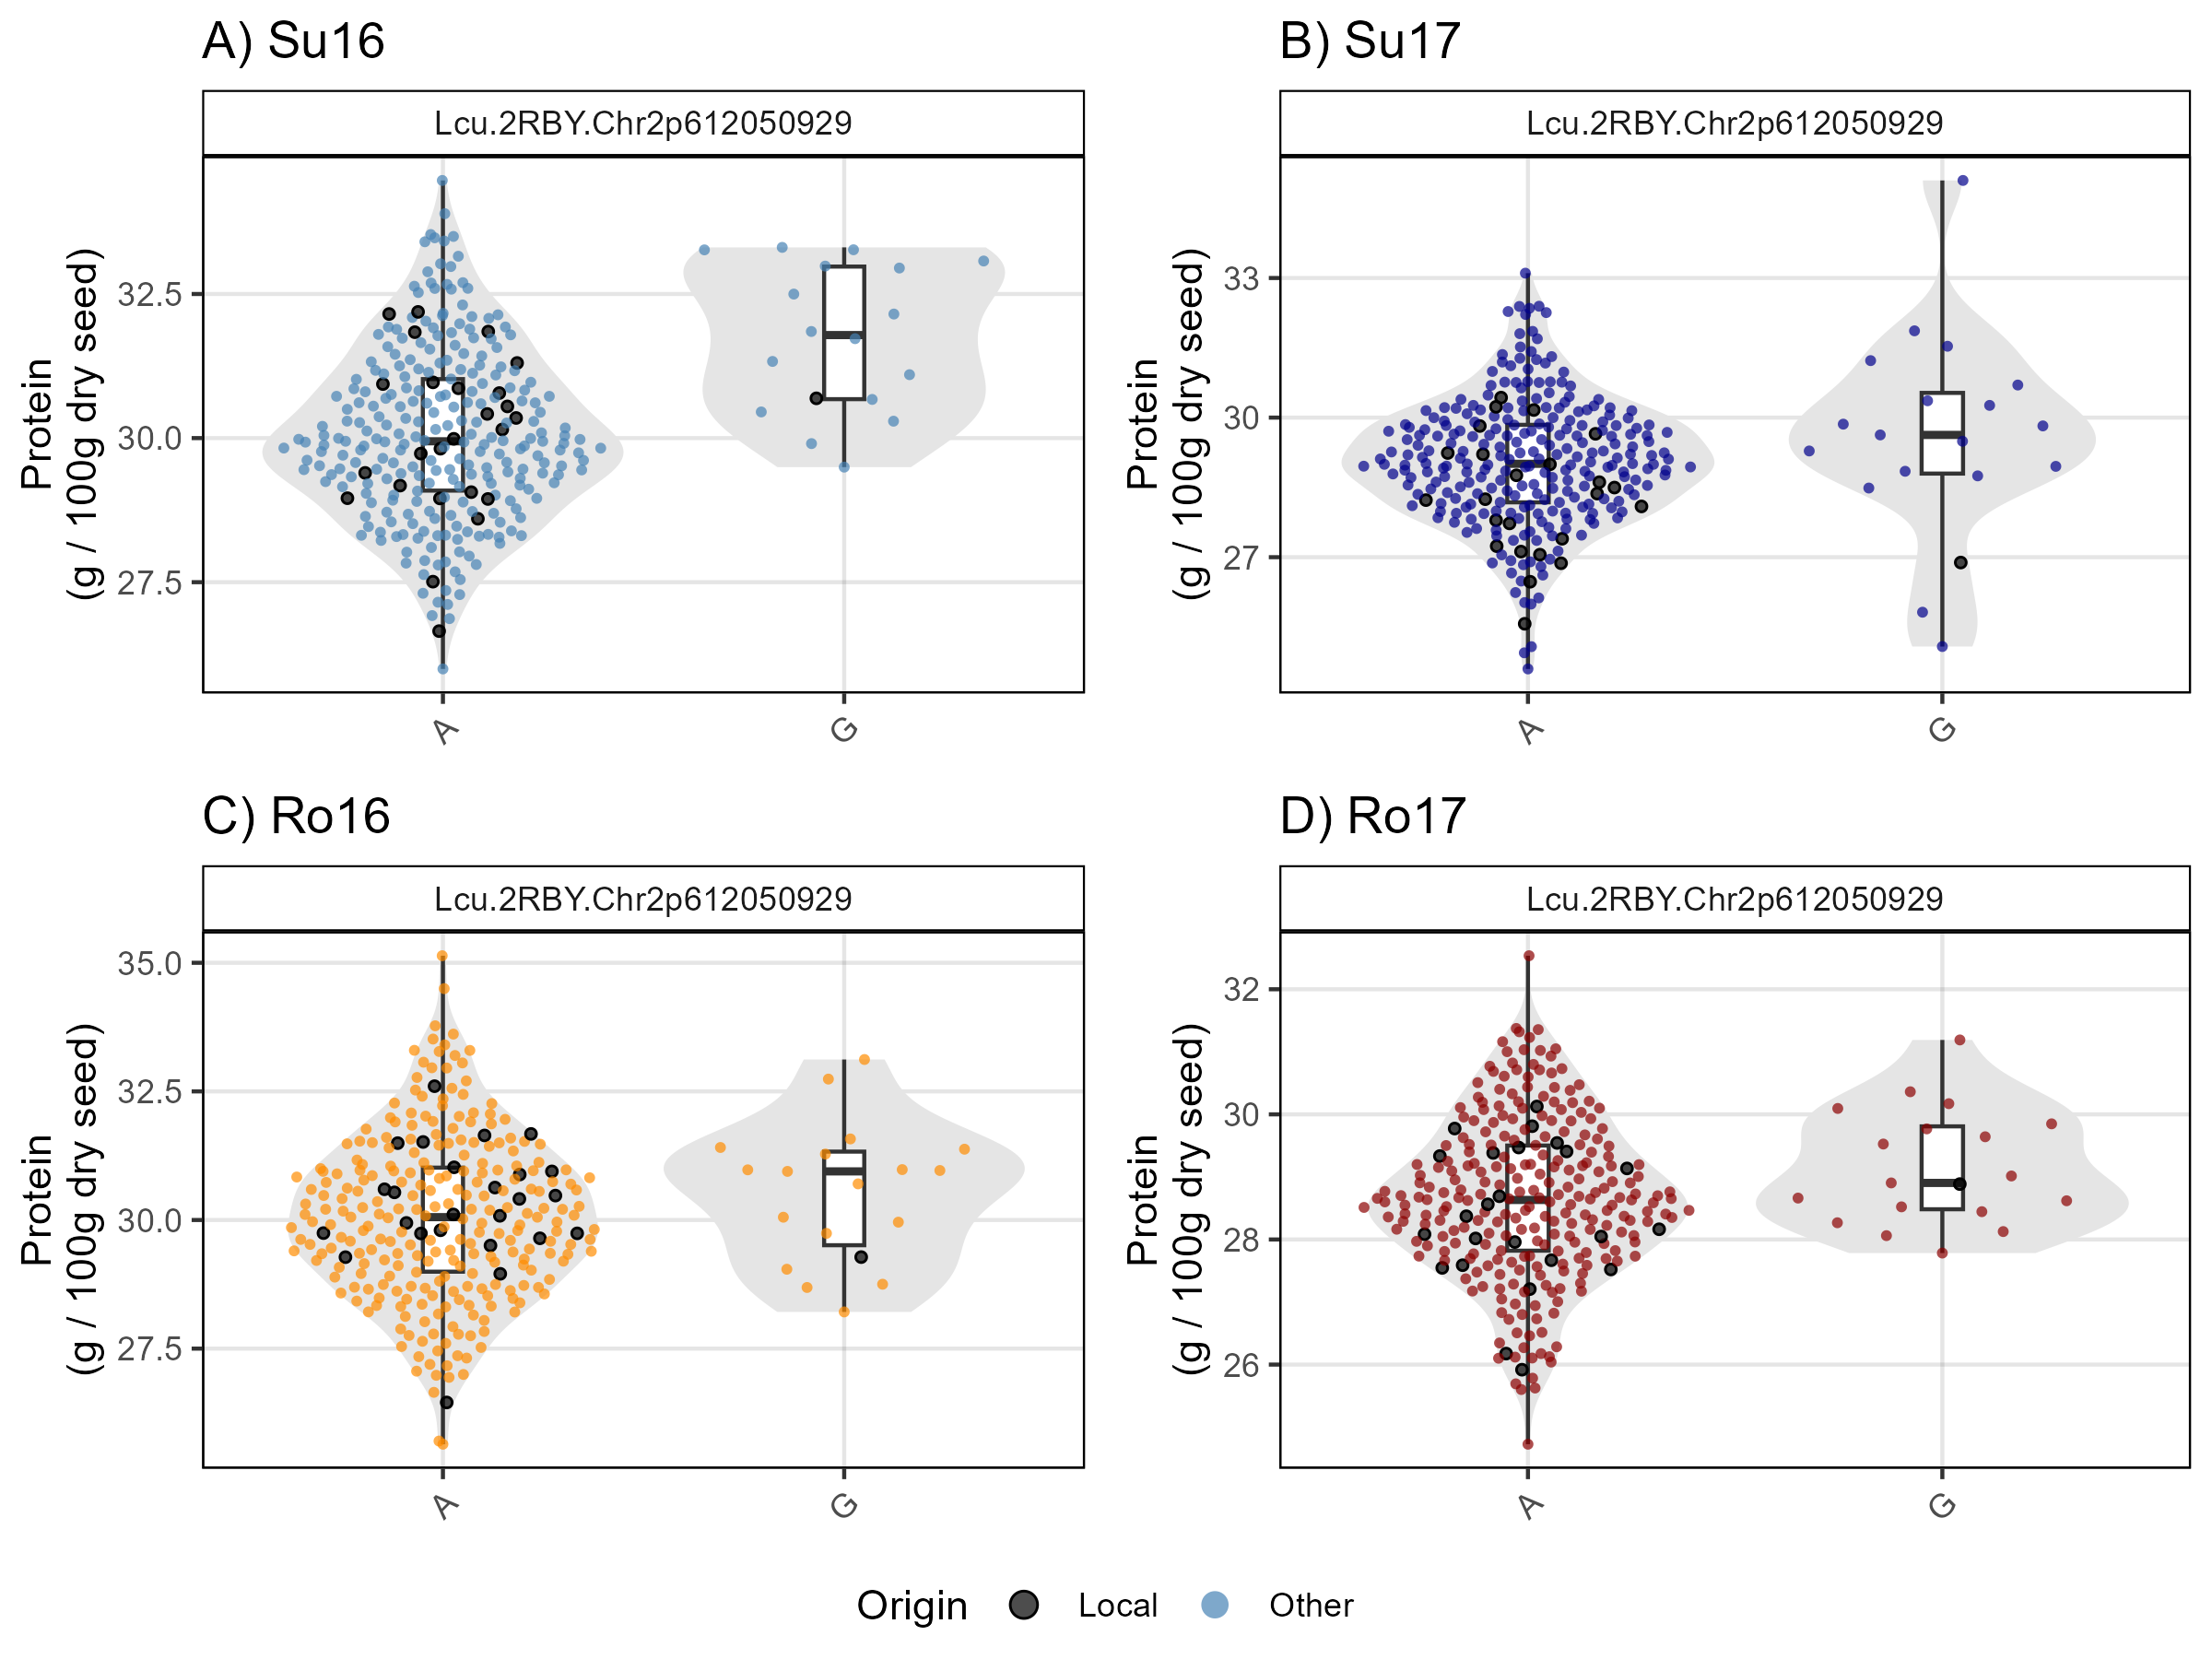 A) Su16
Lcu.2RBY.Chr2p612050929
Protein
(g / 100g dry seed)
32.5
30.0
27.5
A
G
B) Su17
Lcu.2RBY.Chr2p612050929
Protein
(g / 100g dry seed)
33
30
27
A
G
C) Ro16
Lcu.2RBY.Chr2p612050929
Protein
(g / 100g dry seed)
35.0
32.5
30.0
27.5
A
G
D) Ro17
Lcu.2RBY.Chr2p612050929
Protein
(g / 100g dry seed)
32
30
28
26
A
G
Origin Local Other